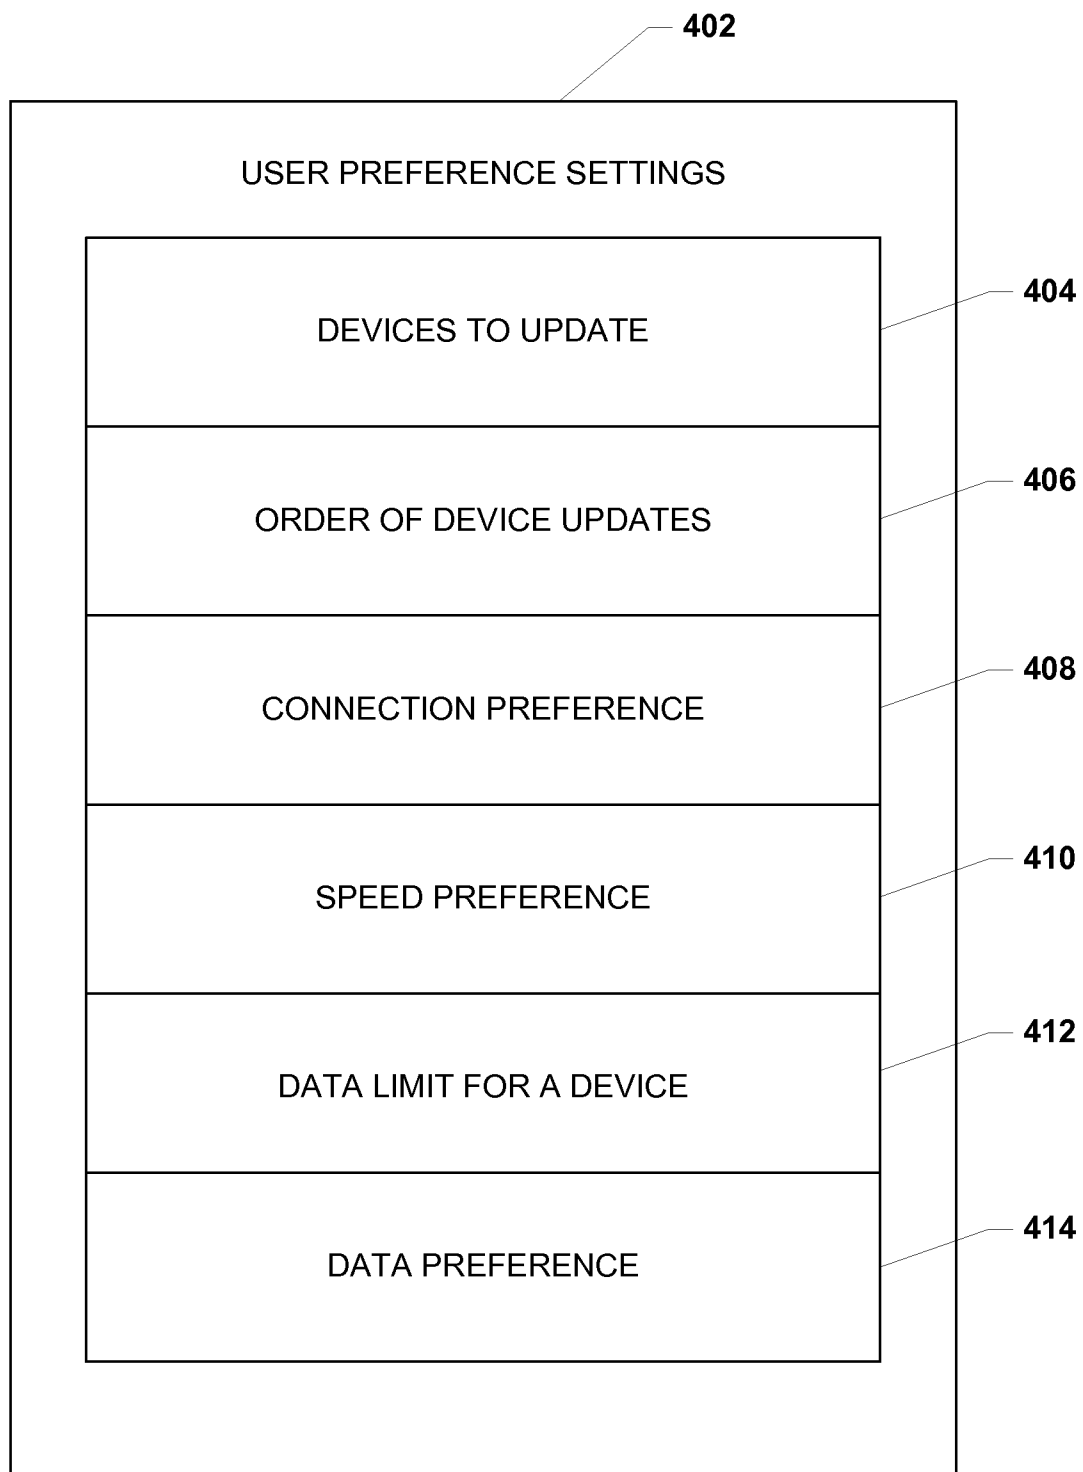 402
USER PREFERENCE SETTINGS
404
DEVICES TO UPDATE
406
ORDER OF DEVICE UPDATES
408
CONNECTION PREFERENCE
410
SPEED PREFERENCE
412
DATA LIMIT FOR A DEVICE
414
DATA PREFERENCE